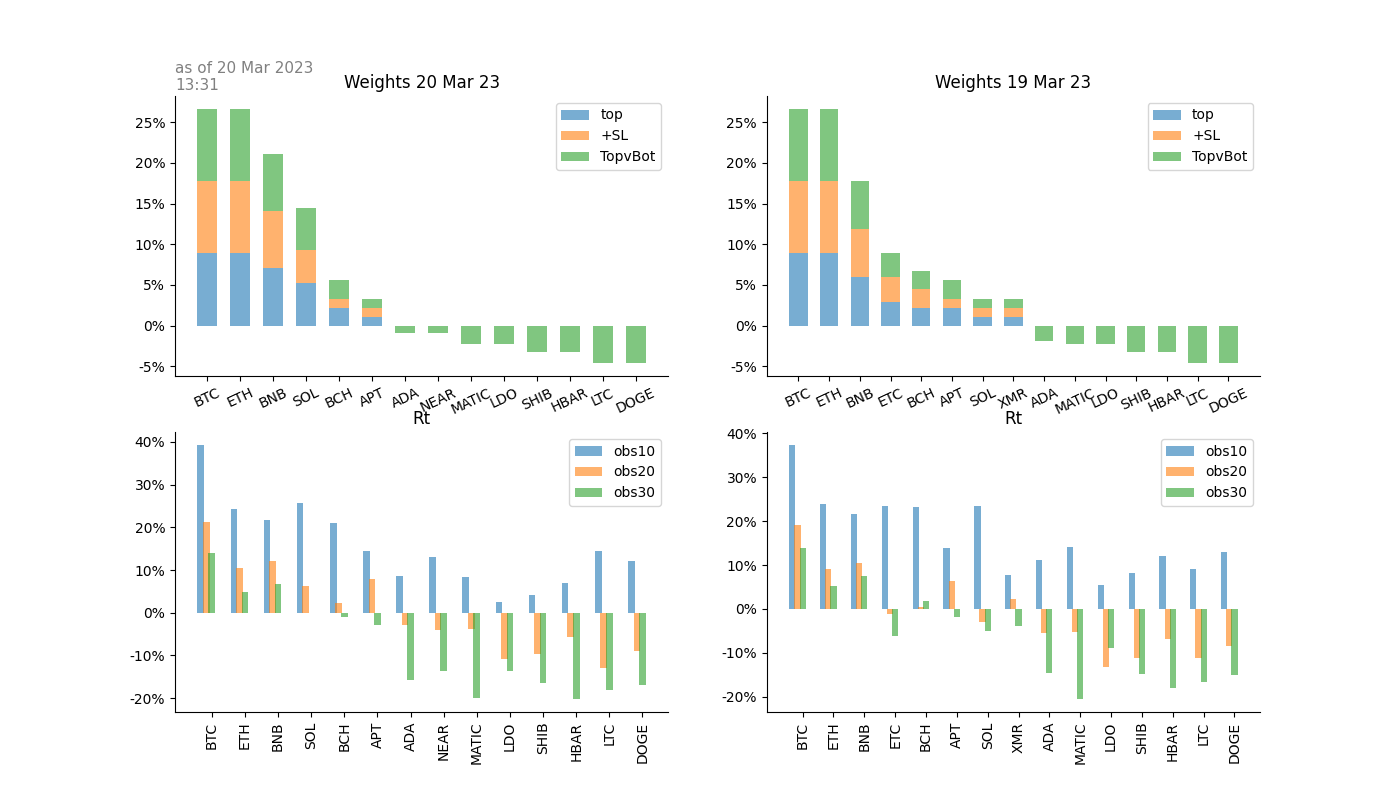 as of 20 Mar 2023
13:31
Weights 20 Mar 23
25%
20%
15%
10%
5%
0%
-5%
top
+SL
TopvBot
BTC ETH BNB SOL BCH APT ADA NEAR MATIC LDO SHIB HBAR LTC DOGE
Weights 19 Mar 23
25%
20%
15%
10%
5%
0%
-5%
top
+SL
TopvBot
BTC ETH BNB ETC BCH APT SOL XMR ADA MATIC LDO SHIB HBAR LTC DOGE
Rt
40%
30%
20%
10%
0%
-10%
-20%
obs10
obs20
obs30
BTC ETH BNB SOL BCH APT ADA NEAR MATIC LDO SHIB HBAR LTC DOGE
Rt
40%
30%
20%
10%
0%
-10%
-20%
obs10
obs20
obs30
BTC ETH BNB ETC BCH APT SOL XMR ADA MATIC LDO SHIB HBAR LTC DOGE